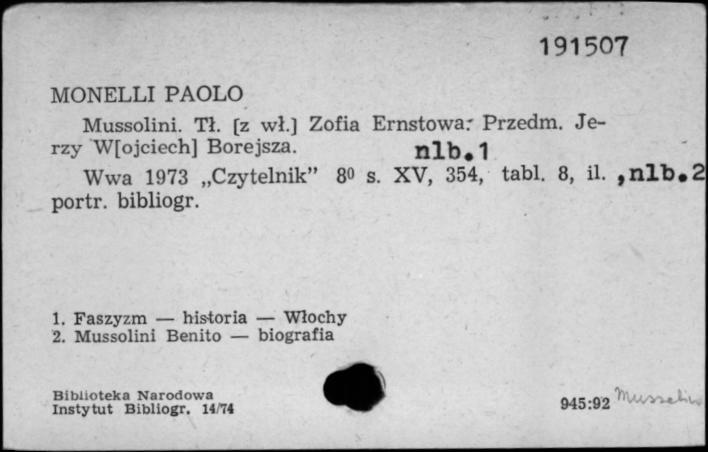 191507
MONELLI PAOLO
Mussolini. Tł. [z wł.] Zofia Ernstowa. Przedm. Je-
rzy W[ojciech] Borejsza.
nlb.1
Wwa 1973 „Czytelnik” 8⁰ s. XV, 354, tabl. 8, il. ,nlb.2
portr. bibliogr.
1. Faszyzm — historia — Włochy
2. Mussolini Benito — biografia
Biblioteka Narodowa
Instytut Bibliogr. 14/74
945:92